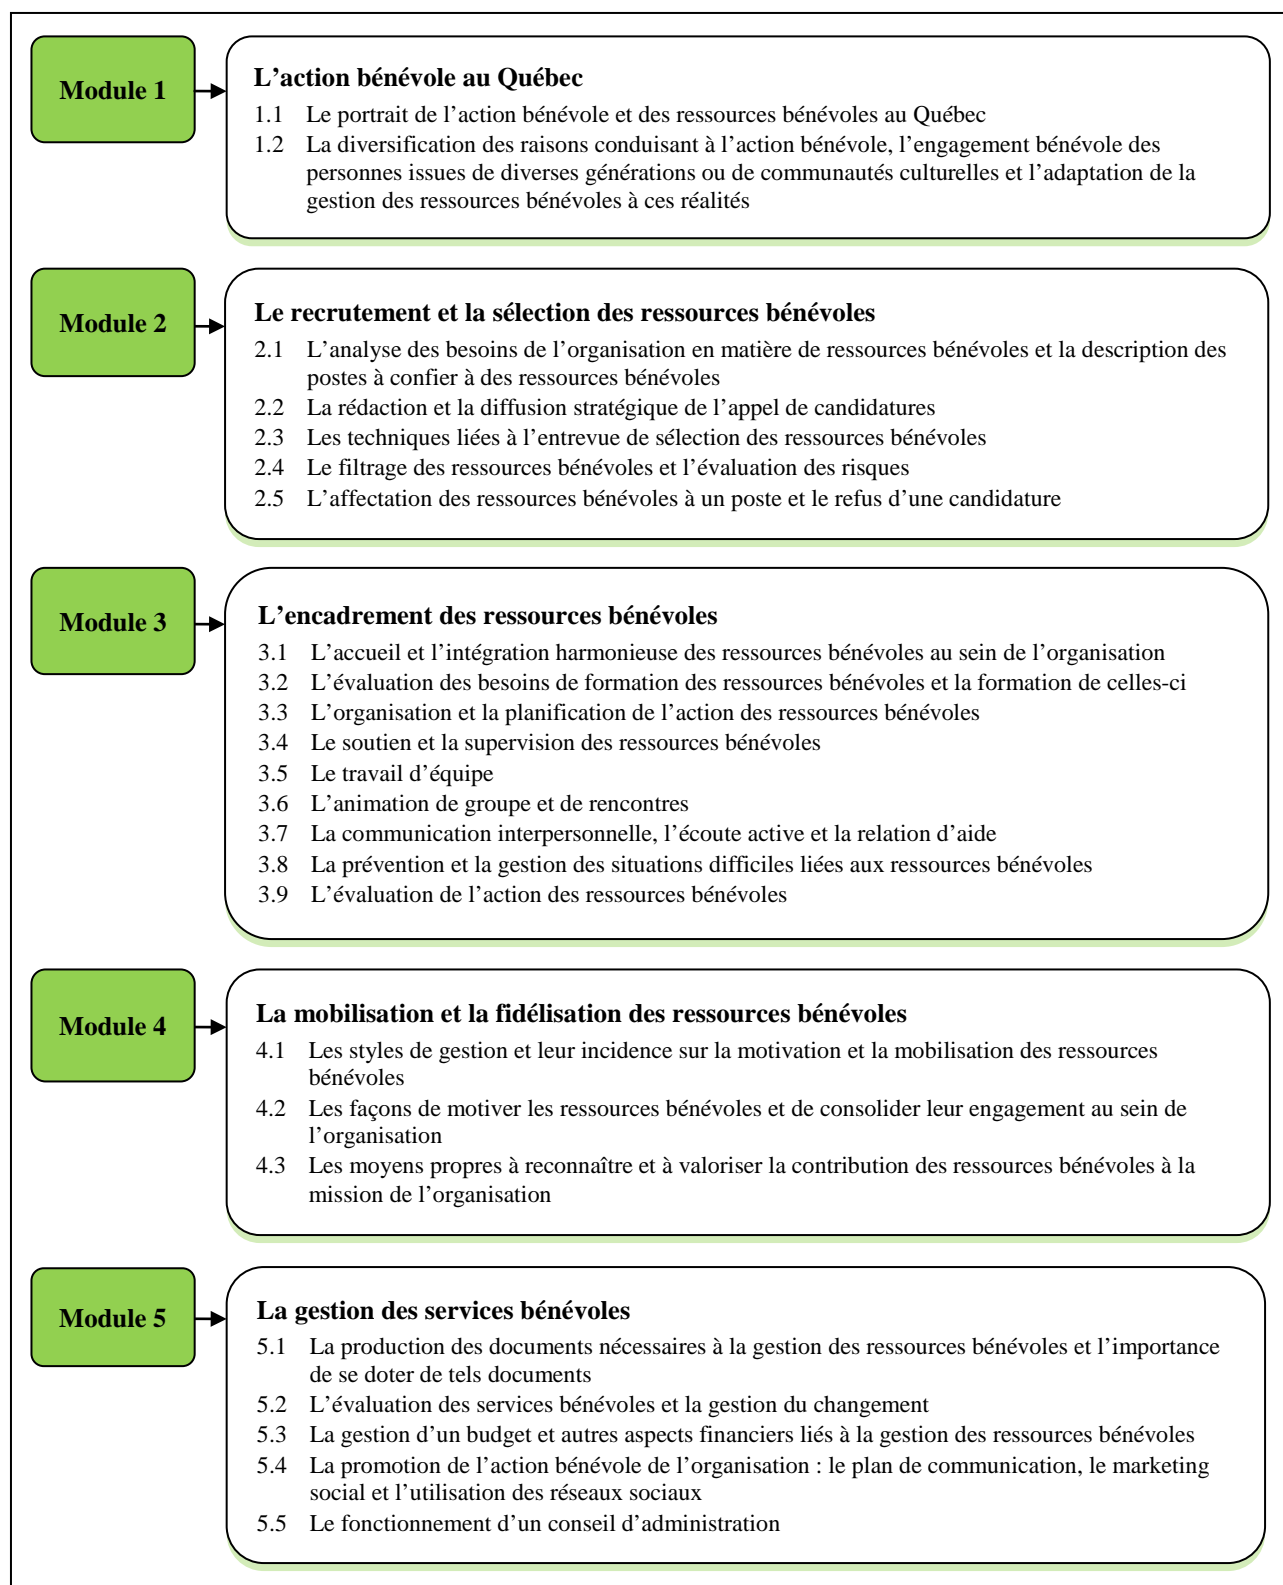 Module 1
L’action bénévole au Québec
1.1 Le portrait de l’action bénévole et des ressources bénévoles au Québec
1.2 La diversification des raisons conduisant à l’action bénévole, l’engagement bénévole des
personnes issues de diverses générations ou de communautés culturelles et l’adaptation de la
gestion des ressources bénévoles à ces réalités
Module 2
Le recrutement et la sélection des ressources bénévoles
2.1 L’analyse des besoins de l’organisation en matière de ressources bénévoles et la description des
postes à confier à des ressources bénévoles
2.2 La rédaction et la diffusion stratégique de l’appel de candidatures
2.3 Les techniques liées à l’entrevue de sélection des ressources bénévoles
2.4 Le filtrage des ressources bénévoles et l’évaluation des risques
2.5 L’affectation des ressources bénévoles à un poste et le refus d’une candidature
Module 3
L’encadrement des ressources bénévoles
3.1 L’accueil et l’intégration harmonieuse des ressources bénévoles au sein de l’organisation
3.2 L’évaluation des besoins de formation des ressources bénévoles et la formation de celles-ci
3.3 L’organisation et la planification de l’action des ressources bénévoles
3.4 Le soutien et la supervision des ressources bénévoles
3.5 Le travail d’équipe
3.6 L’animation de groupe et de rencontres
3.7 La communication interpersonnelle, l’écoute active et la relation d’aide
3.8 La prévention et la gestion des situations difficiles liées aux ressources bénévoles
3.9 L’évaluation de l’action des ressources bénévoles
Module 4
La mobilisation et la fidélisation des ressources bénévoles
4.1 Les styles de gestion et leur incidence sur la motivation et la mobilisation des ressources
bénévoles
4.2 Les façons de motiver les ressources bénévoles et de consolider leur engagement au sein de
l’organisation
4.3 Les moyens propres à reconnaître et à valoriser la contribution des ressources bénévoles à la
mission de l’organisation
Module 5
La gestion des services bénévoles
5.1 La production des documents nécessaires à la gestion des ressources bénévoles et l’importance
de se doter de tels documents
5.2 L’évaluation des services bénévoles et la gestion du changement
5.3 La gestion d’un budget et autres aspects financiers liés à la gestion des ressources bénévoles
5.4 La promotion de l’action bénévole de l’organisation : le plan de communication, le marketing
social et l’utilisation des réseaux sociaux
5.5 Le fonctionnement d’un conseil d’administration